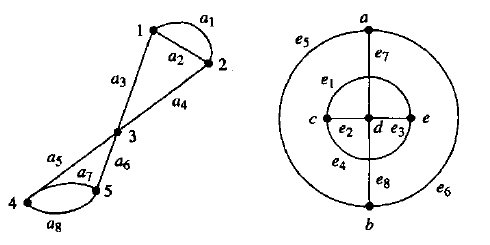 1
a₁
2
a₂
a₃
a₄
3
a₅
a₆
a₇
5
4
a₈
a
e₅
e₇
e₁
c
e₂
d
e₃
e
e₄
e₈
e₆
b